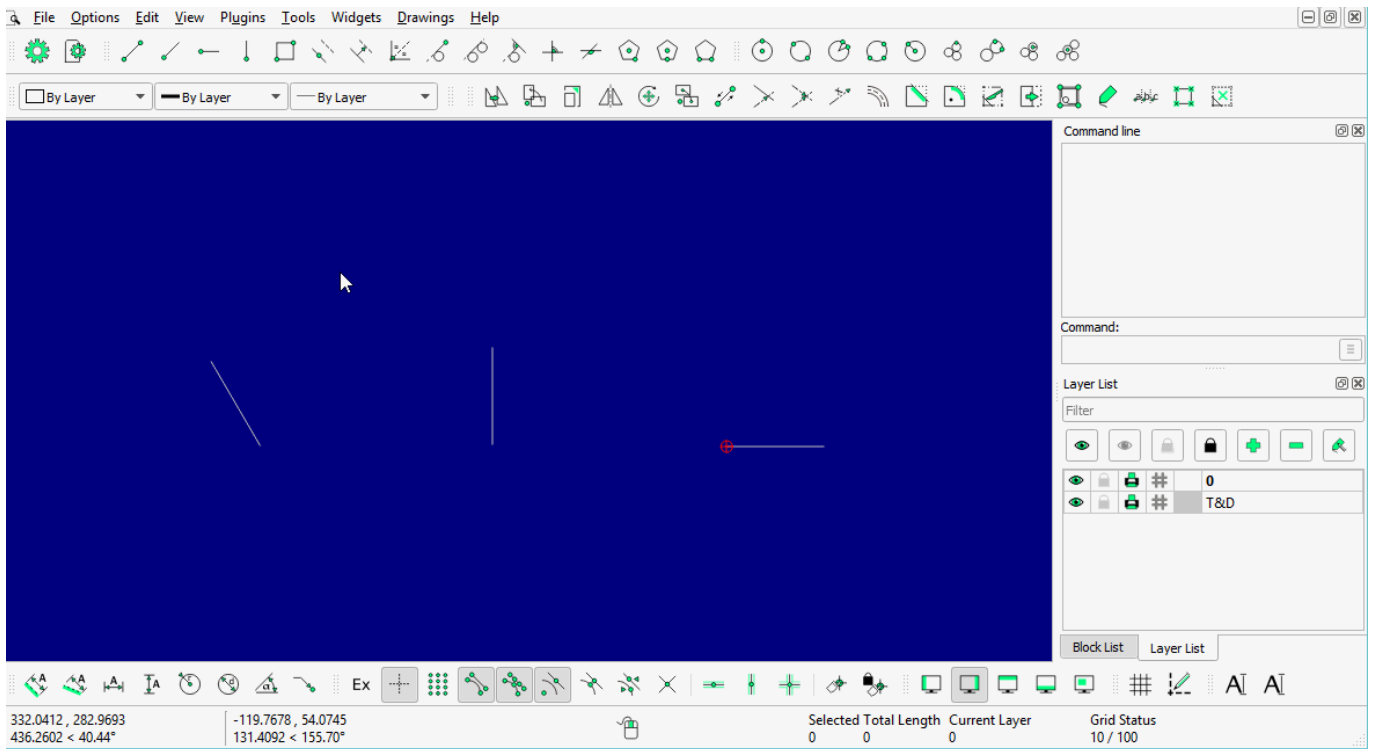 File Options Edit View Plugins Tools Widgets Drawings Help
By Layer By Layer By Layer
Command line
Command:
Layer List
Filter
0
T&D
Block List Layer List
Ex
332.0412 , 282.9693 -119.7678 , 54.0745 Selected Total Length Current Layer Grid Status
436.2602 < 40.44° 131.4092 < 155.70° 0 0 0 10 / 100